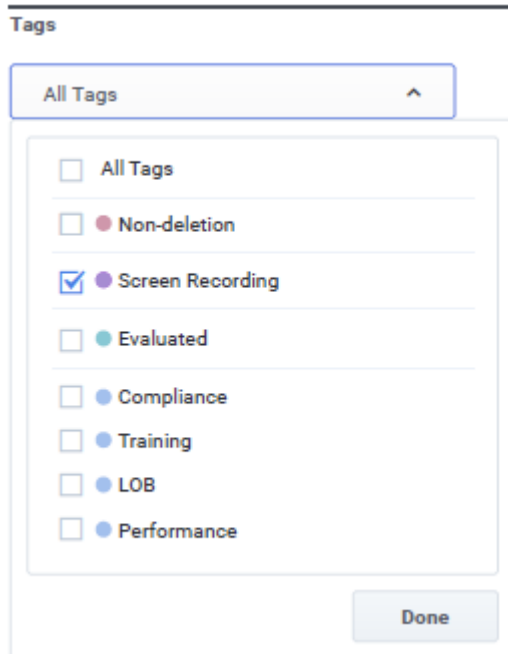 Tags
All Tags
All Tags
Non-deletion
Screen Recording
Evaluated
Compliance
Training
LOB
Performance
Done